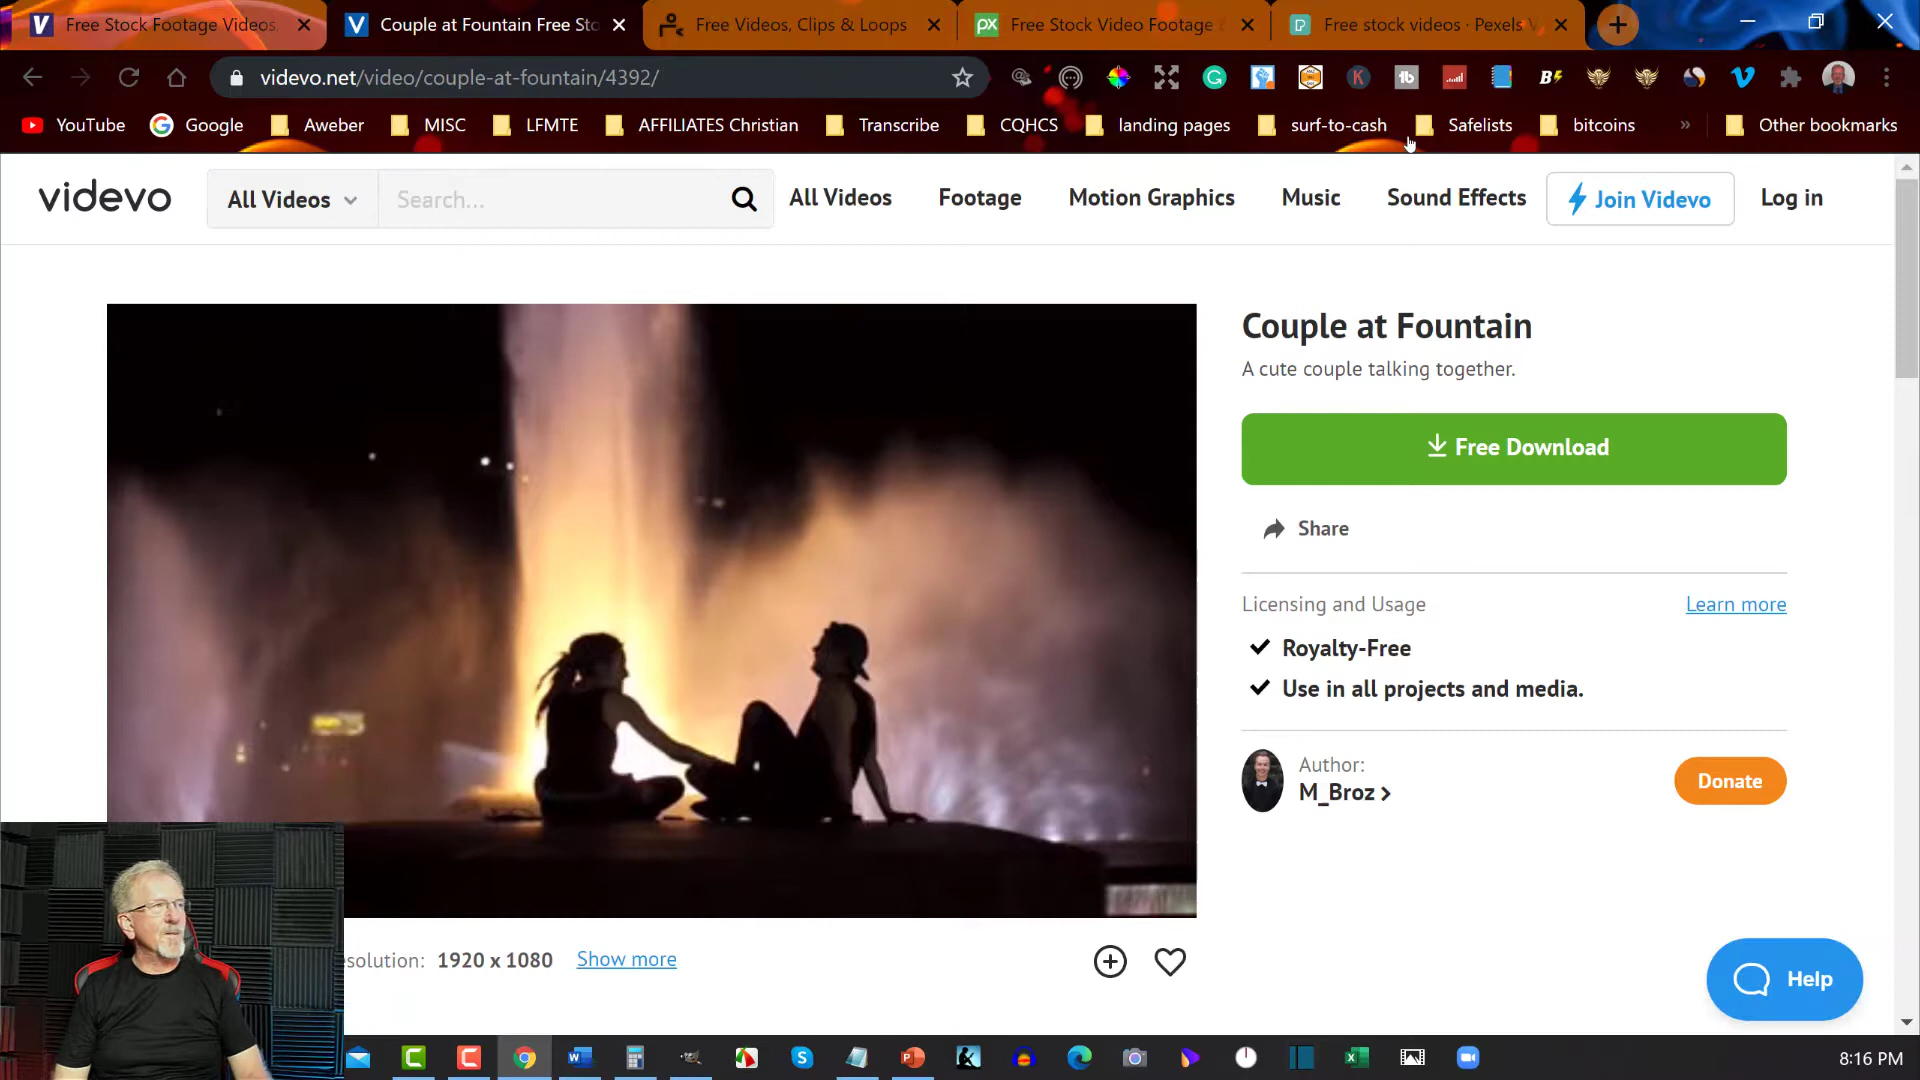 Free Stock Footage Videos,
Couple at Fountain Free Sto
Free Videos, Clips & Loops
px Free Stock Video Footage &
Free stock videos · Pexels V
videvo.net/video/couple-at-fountain/4392/
YouTube
Google
Aweber
MISC
LFMTE
AFFILIATES Christian
Transcribe
CQHCS
landing pages
surf-to-cash
Safelists
bitcoins
»
Other bookmarks
videvo
All Videos
Search...
All Videos
Footage
Motion Graphics
Music
Sound Effects
Join Videvo
Log in
Couple at Fountain
A cute couple talking together.
Free Download
Share
Licensing and Usage
Learn more
Royalty-Free
Use in all projects and media.
Author:
M_Broz
Donate
esolution: 1920 x 1080
Show more
Help
8:16 PM